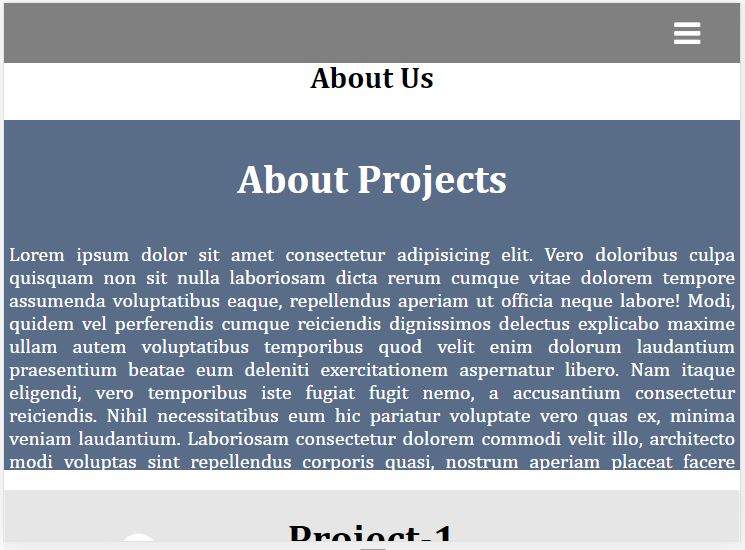 About Us
About Projects
Lorem ipsum dolor sit amet consectetur adipisicing elit. Vero doloribus culpa
quisquam non sit nulla laboriosam dicta rerum cumque vitae dolorem tempore
assumenda voluptatibus eaque, repellendus aperiam ut officia neque labore! Modi,
quidem vel perferendis cumque reiciendis dignissimos delectus explicabo maxime
ullam autem voluptatibus temporibus quod velit enim dolorum laudantium
praesentium beatae eum deleniti exercitationem aspernatur libero. Nam itaque
eligendi, vero temporibus iste fugiat fugit nemo, a accusantium consectetur
reiciendis. Nihil necessitatibus eum hic pariatur voluptate vero quas ex, minima
veniam laudantium. Laboriosam consectetur dolorem commodi velit illo, architecto
modi voluptas sint repellendus corporis quasi, nostrum aperiam placeat facere
Project-1